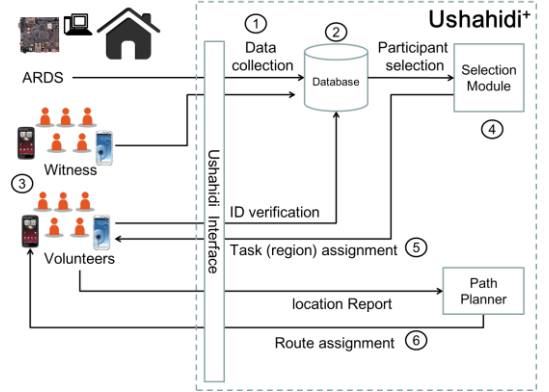 Ushahidi⁺
1
Data
collection
2
Database
Participant
selection
Selection
Module
4
ARDS
Witness
3
Volunteers
Ushahidi Interface
ID verification
Task (region) assignment
5
location Report
Path
Planner
Route assignment
6